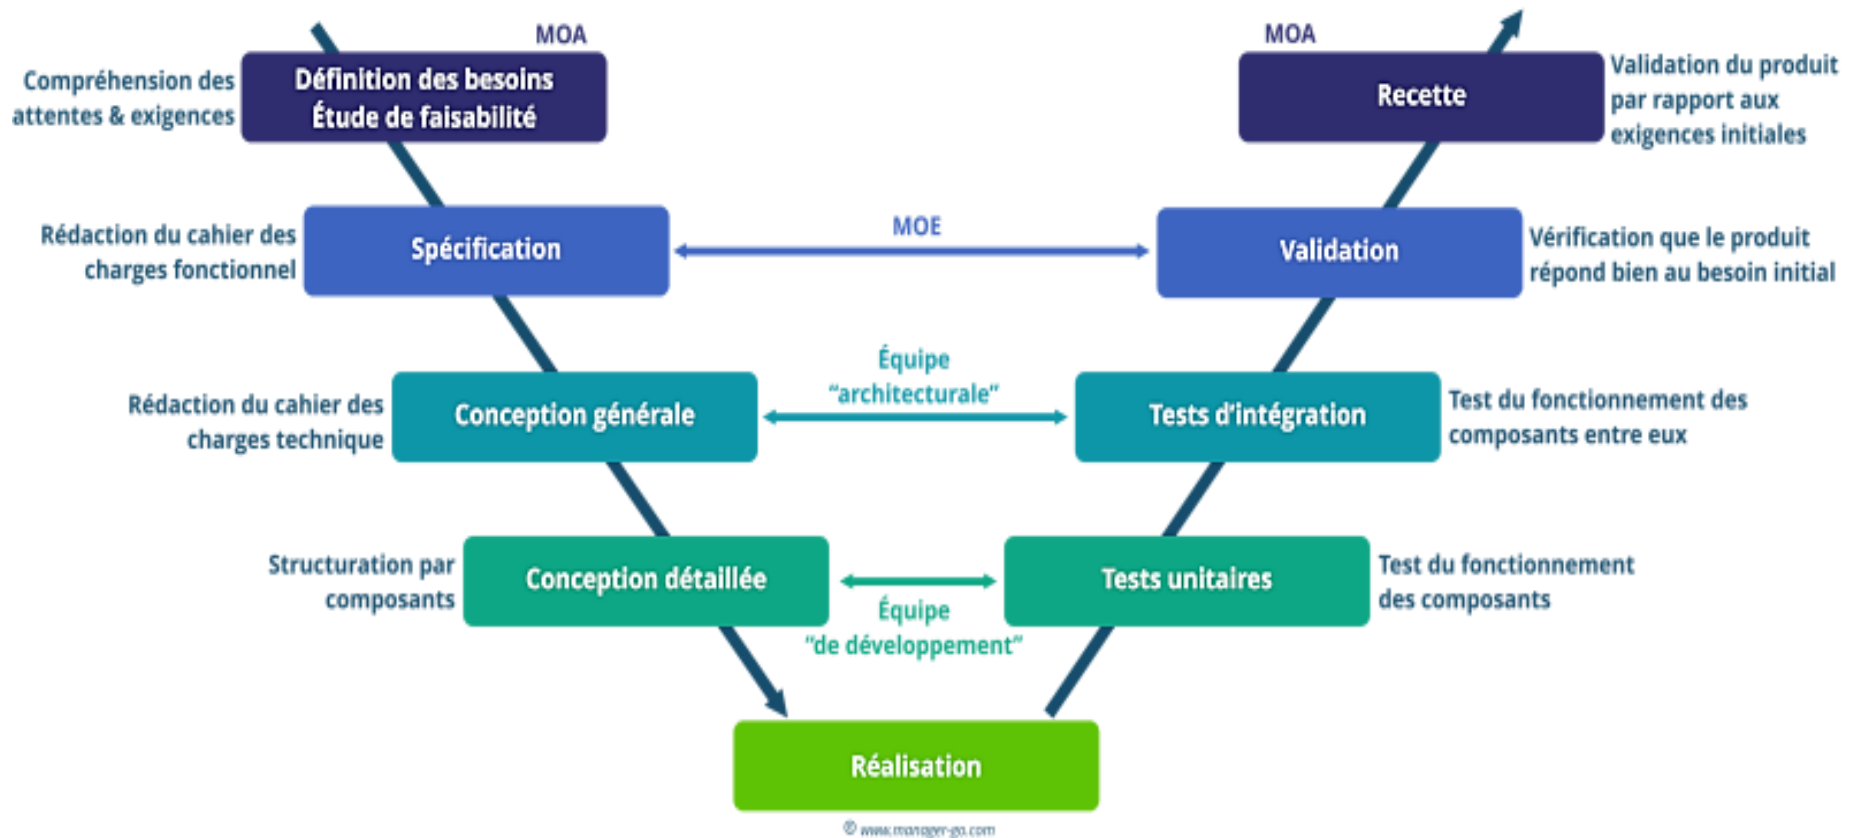 MOA
MOA
Compréhension des
attentes & exigences
Définition des besoins
Étude de faisabilité
Recette
Validation du produit
par rapport aux
exigences initiales
Rédaction du cahier des
charges fonctionnel
Spécification
MOE
Validation
Vérification que le produit
répond bien au besoin initial
Rédaction du cahier des
charges technique
Conception générale
Équipe
“architecturale”
Tests d’intégration
Test du fonctionnement des
composants entre eux
Structuration par
composants
Conception détaillée
Équipe
“de développement”
Tests unitaires
Test du fonctionnement
des composants
Réalisation
® www.manager-go.com